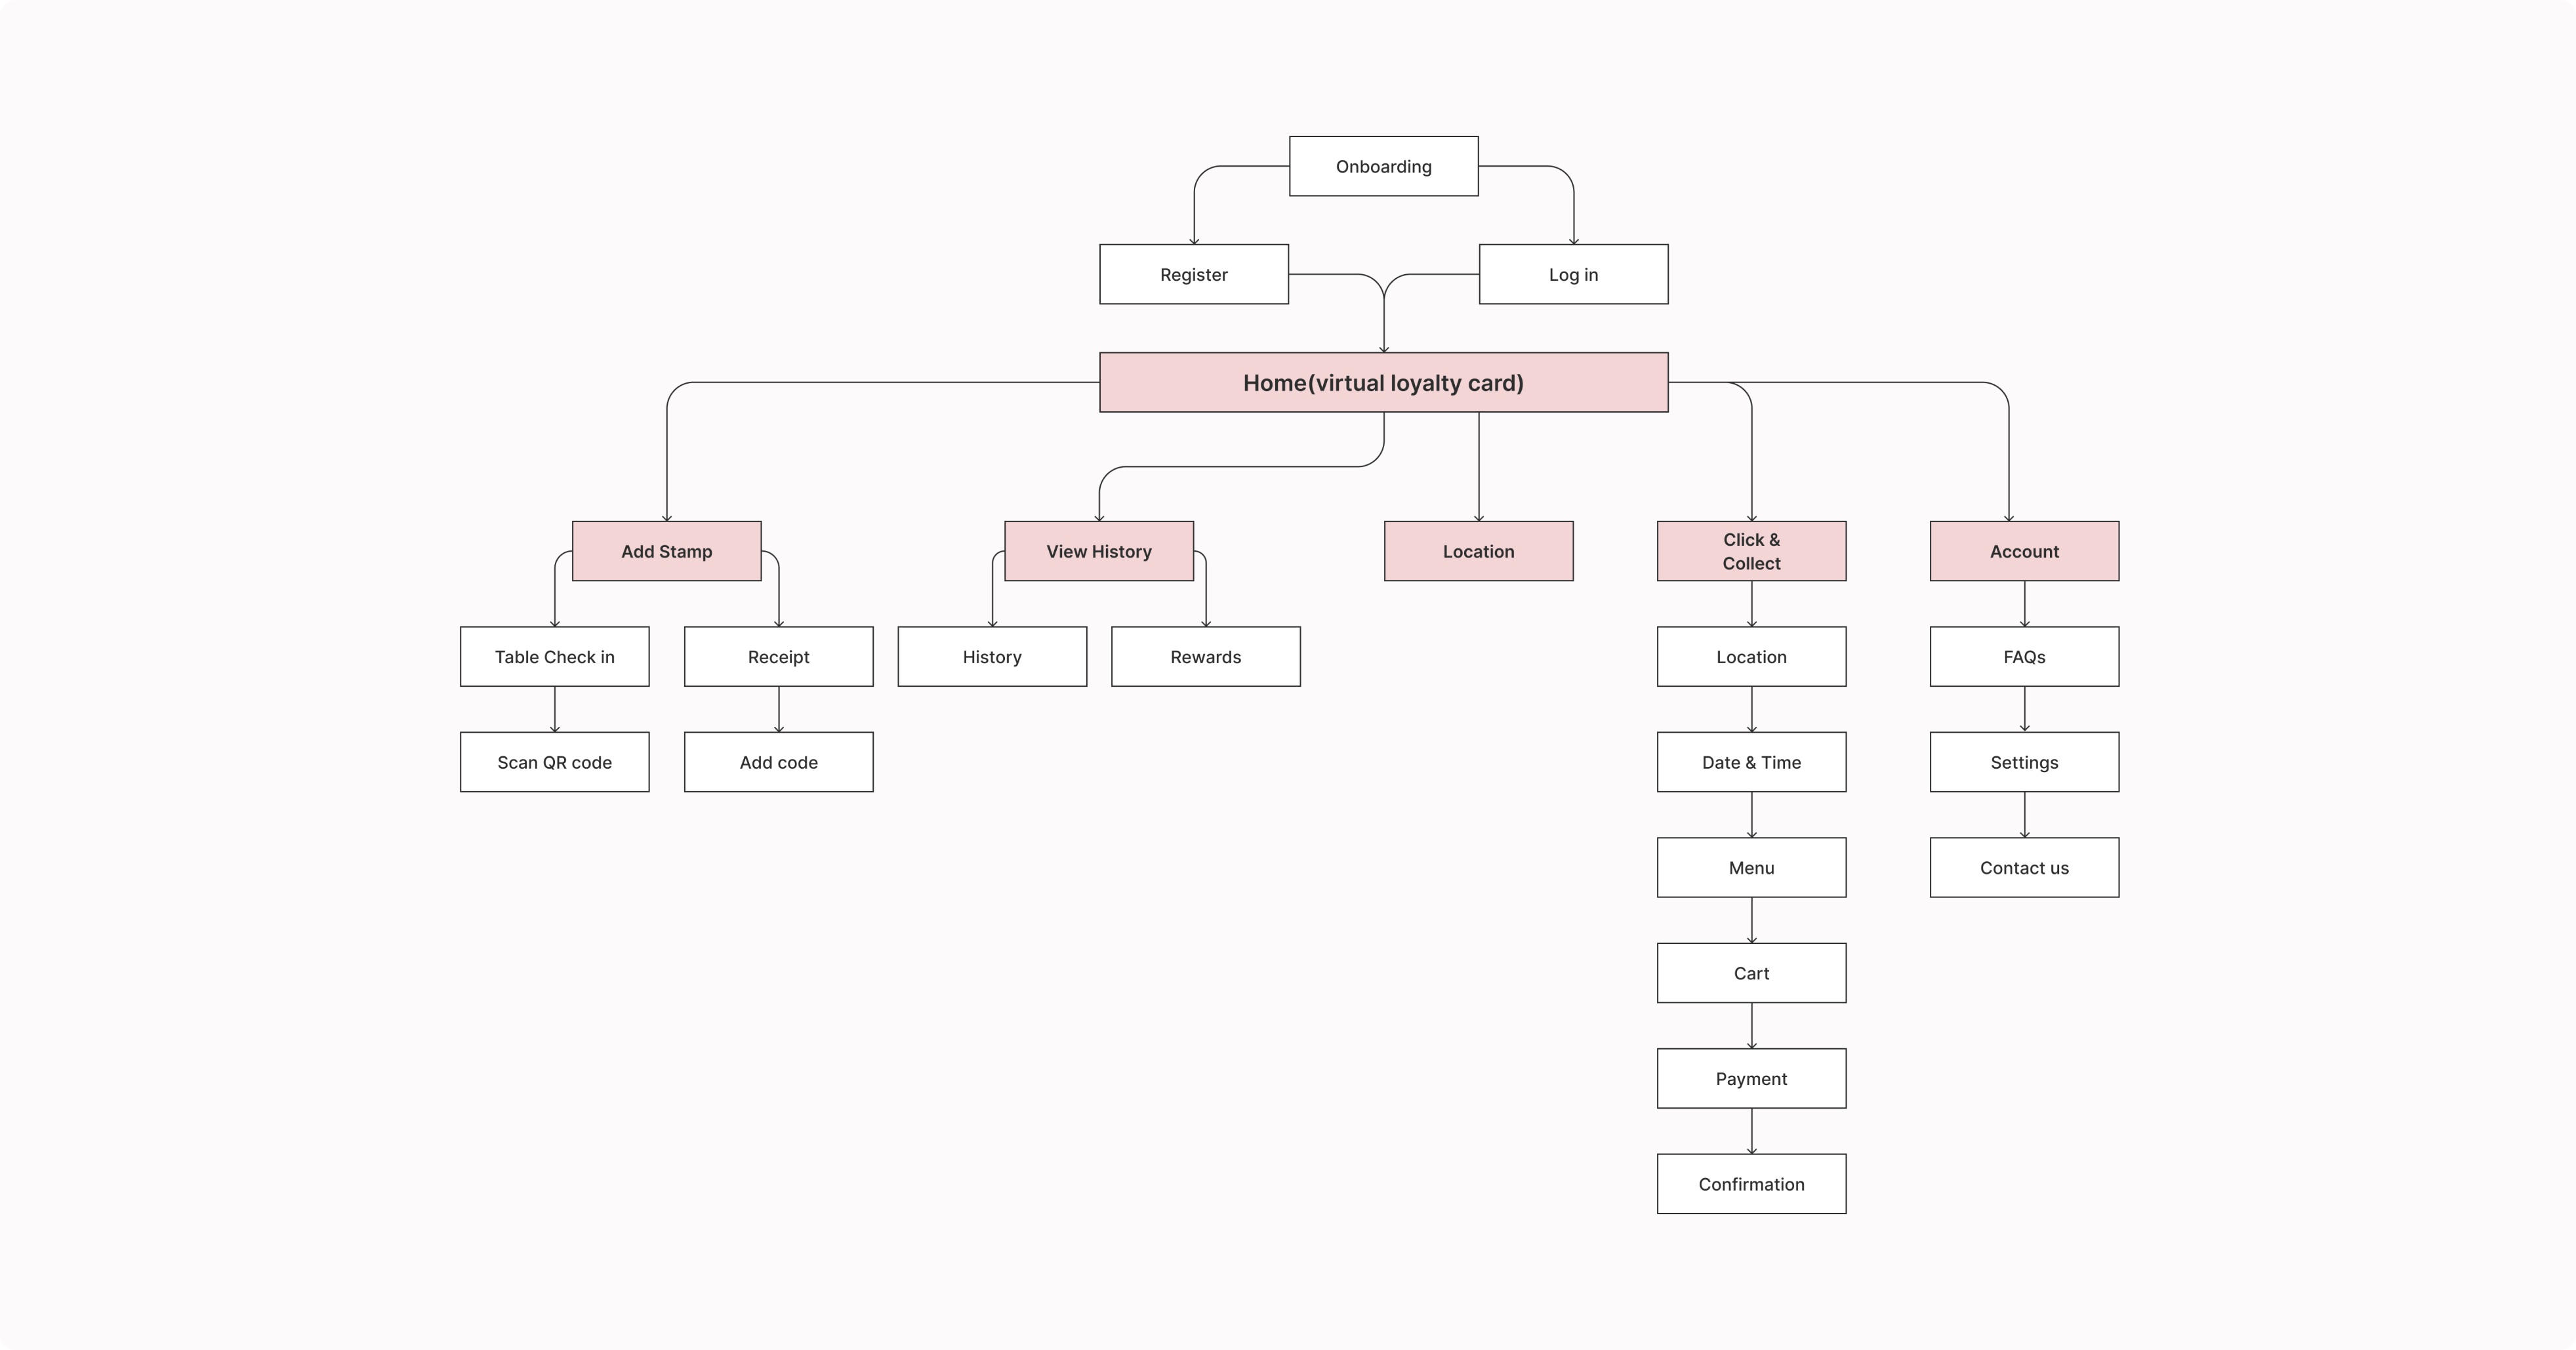 Onboarding
Register
Log in
Home(virtual loyalty card)
Add Stamp
View History
Location
Click &
Collect
Account
Table Check in
Receipt
History
Rewards
Location
FAQs
Scan QR code
Add code
Date & Time
Settings
Menu
Contact us
Cart
Payment
Confirmation